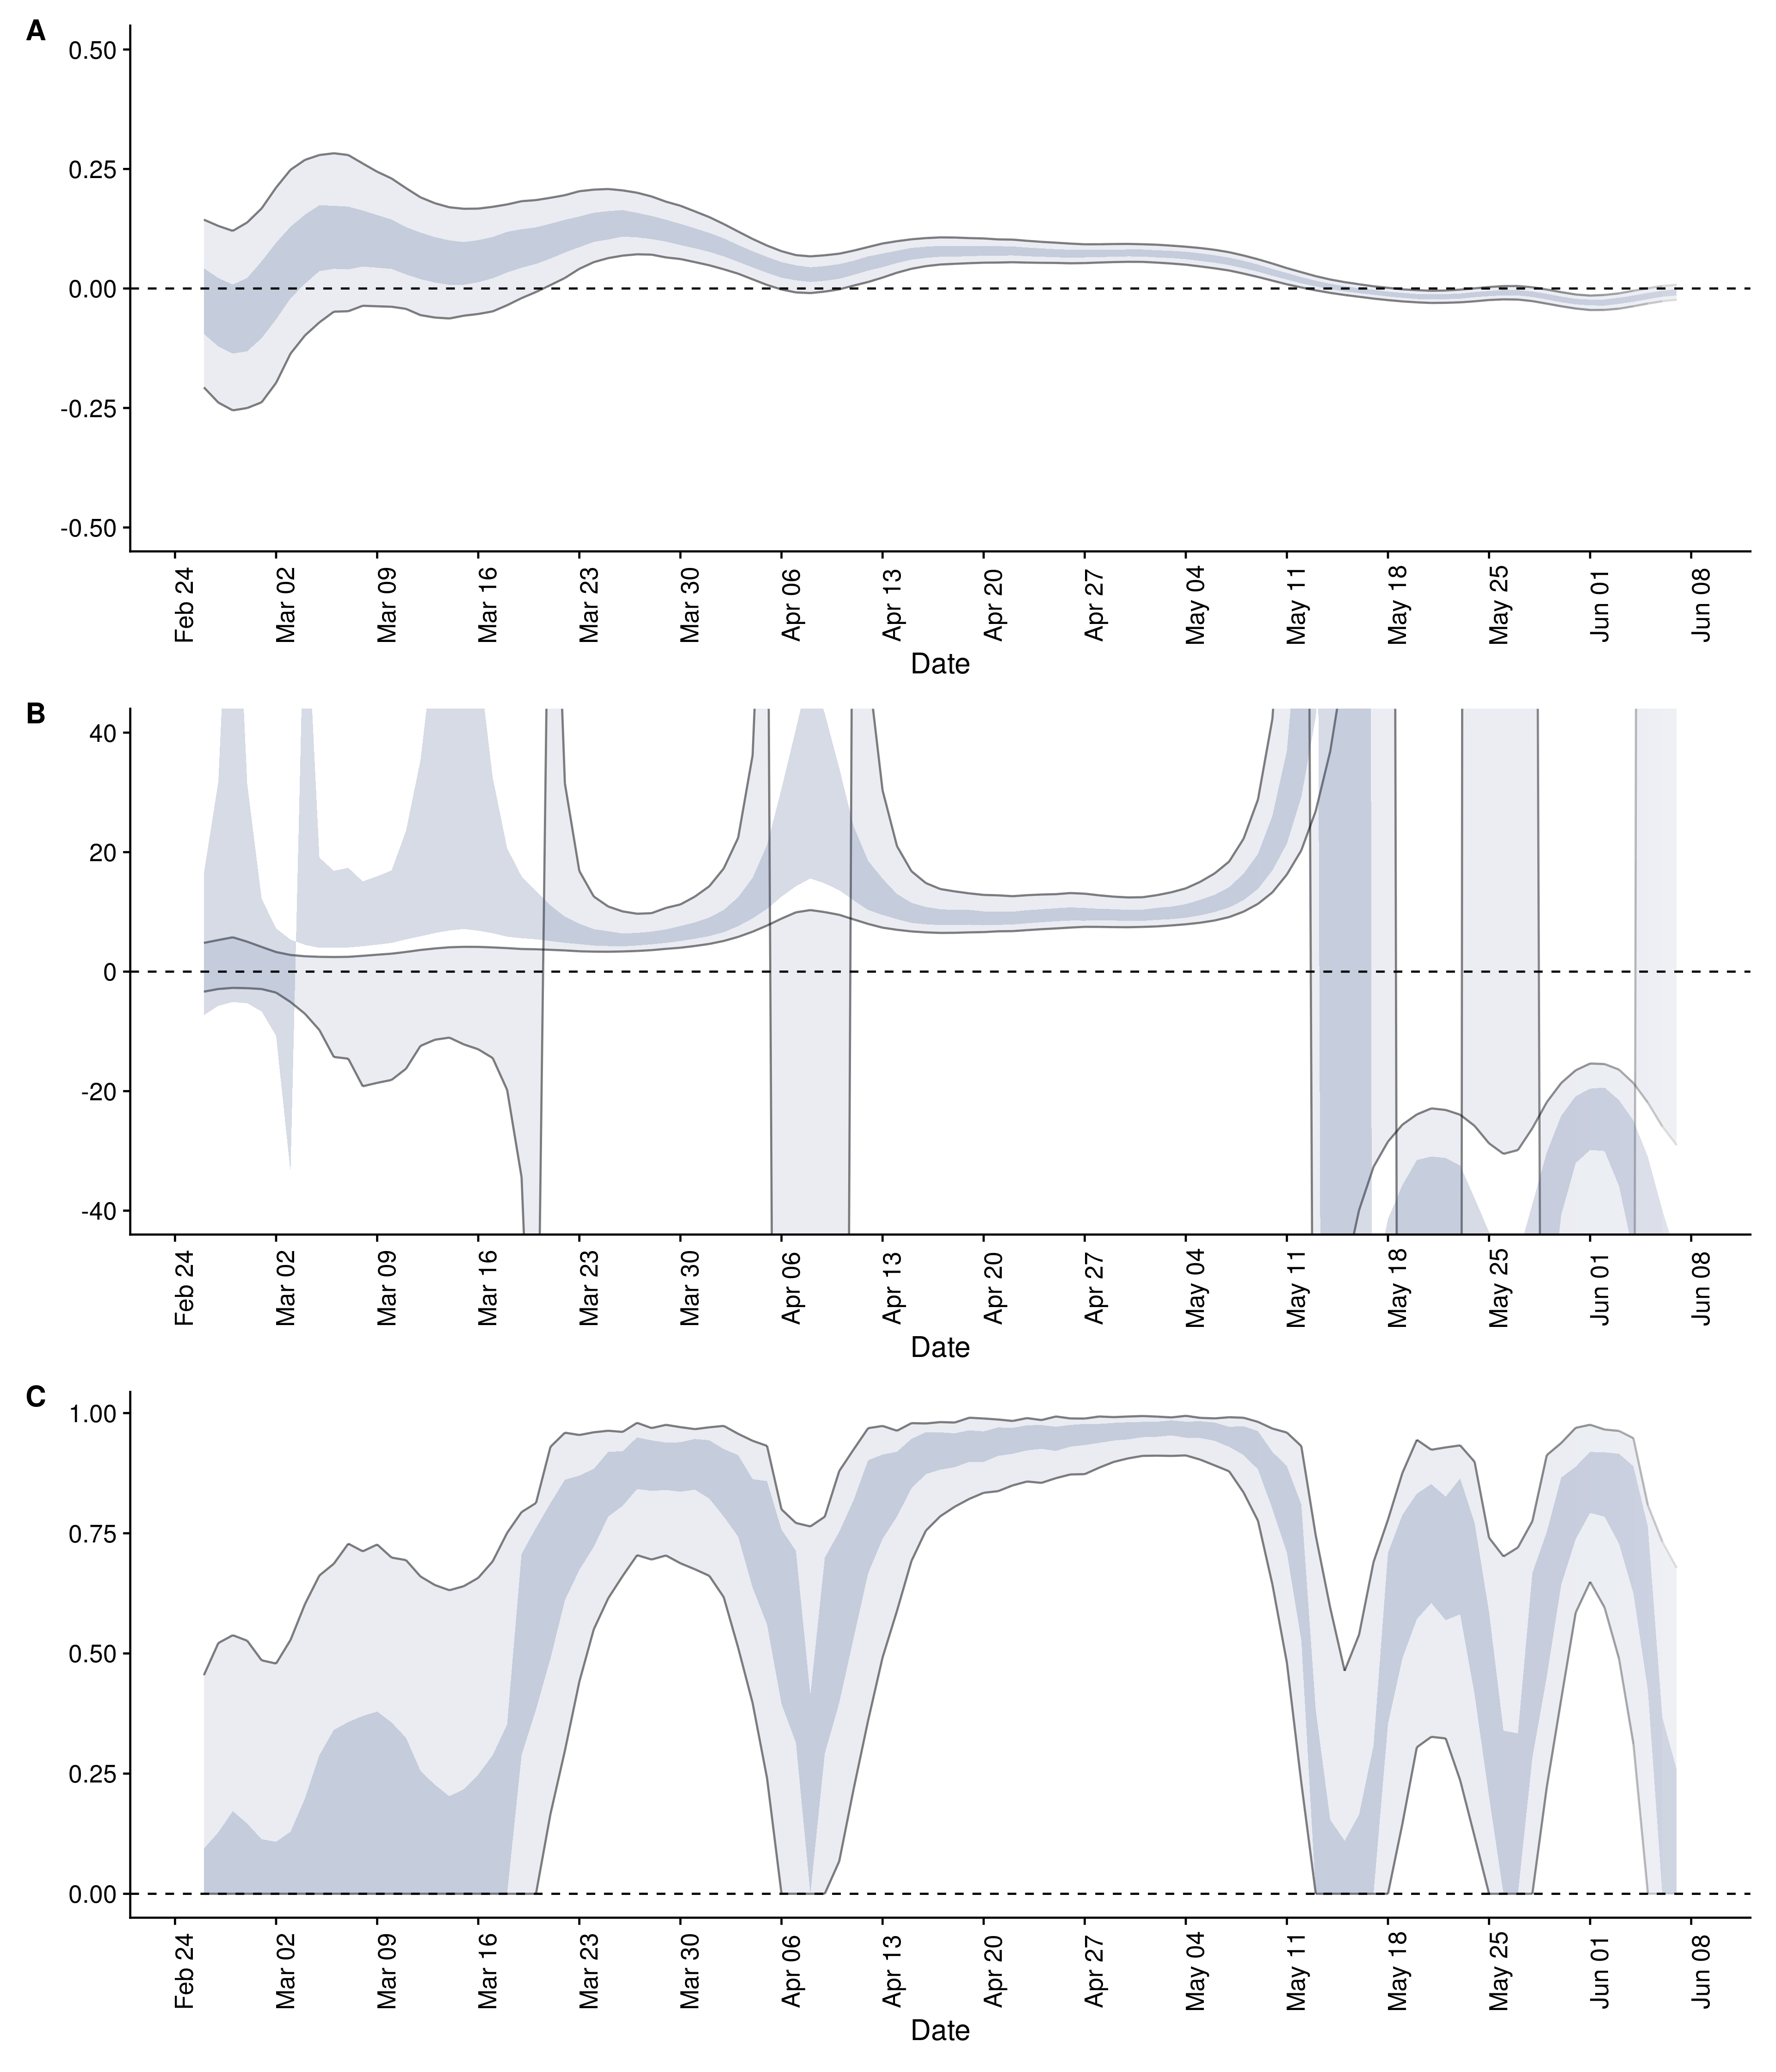 A
0.50
0.25
0.00
-0.25
-0.50
Feb 24
Mar 02
Mar 09
Mar 16
Mar 23
Mar 30
Apr 06
Apr 13
Apr 20
Apr 27
May 04
May 11
May 18
May 25
Jun 01
Jun 08
Date
B
40
20
0
-20
-40
Feb 24
Mar 02
Mar 09
Mar 16
Mar 23
Mar 30
Apr 06
Apr 13
Apr 20
Apr 27
May 04
May 11
May 18
May 25
Jun 01
Jun 08
Date
C
1.00
0.75
0.50
0.25
0.00
Feb 24
Mar 02
Mar 09
Mar 16
Mar 23
Mar 30
Apr 06
Apr 13
Apr 20
Apr 27
May 04
May 11
May 18
May 25
Jun 01
Jun 08
Date